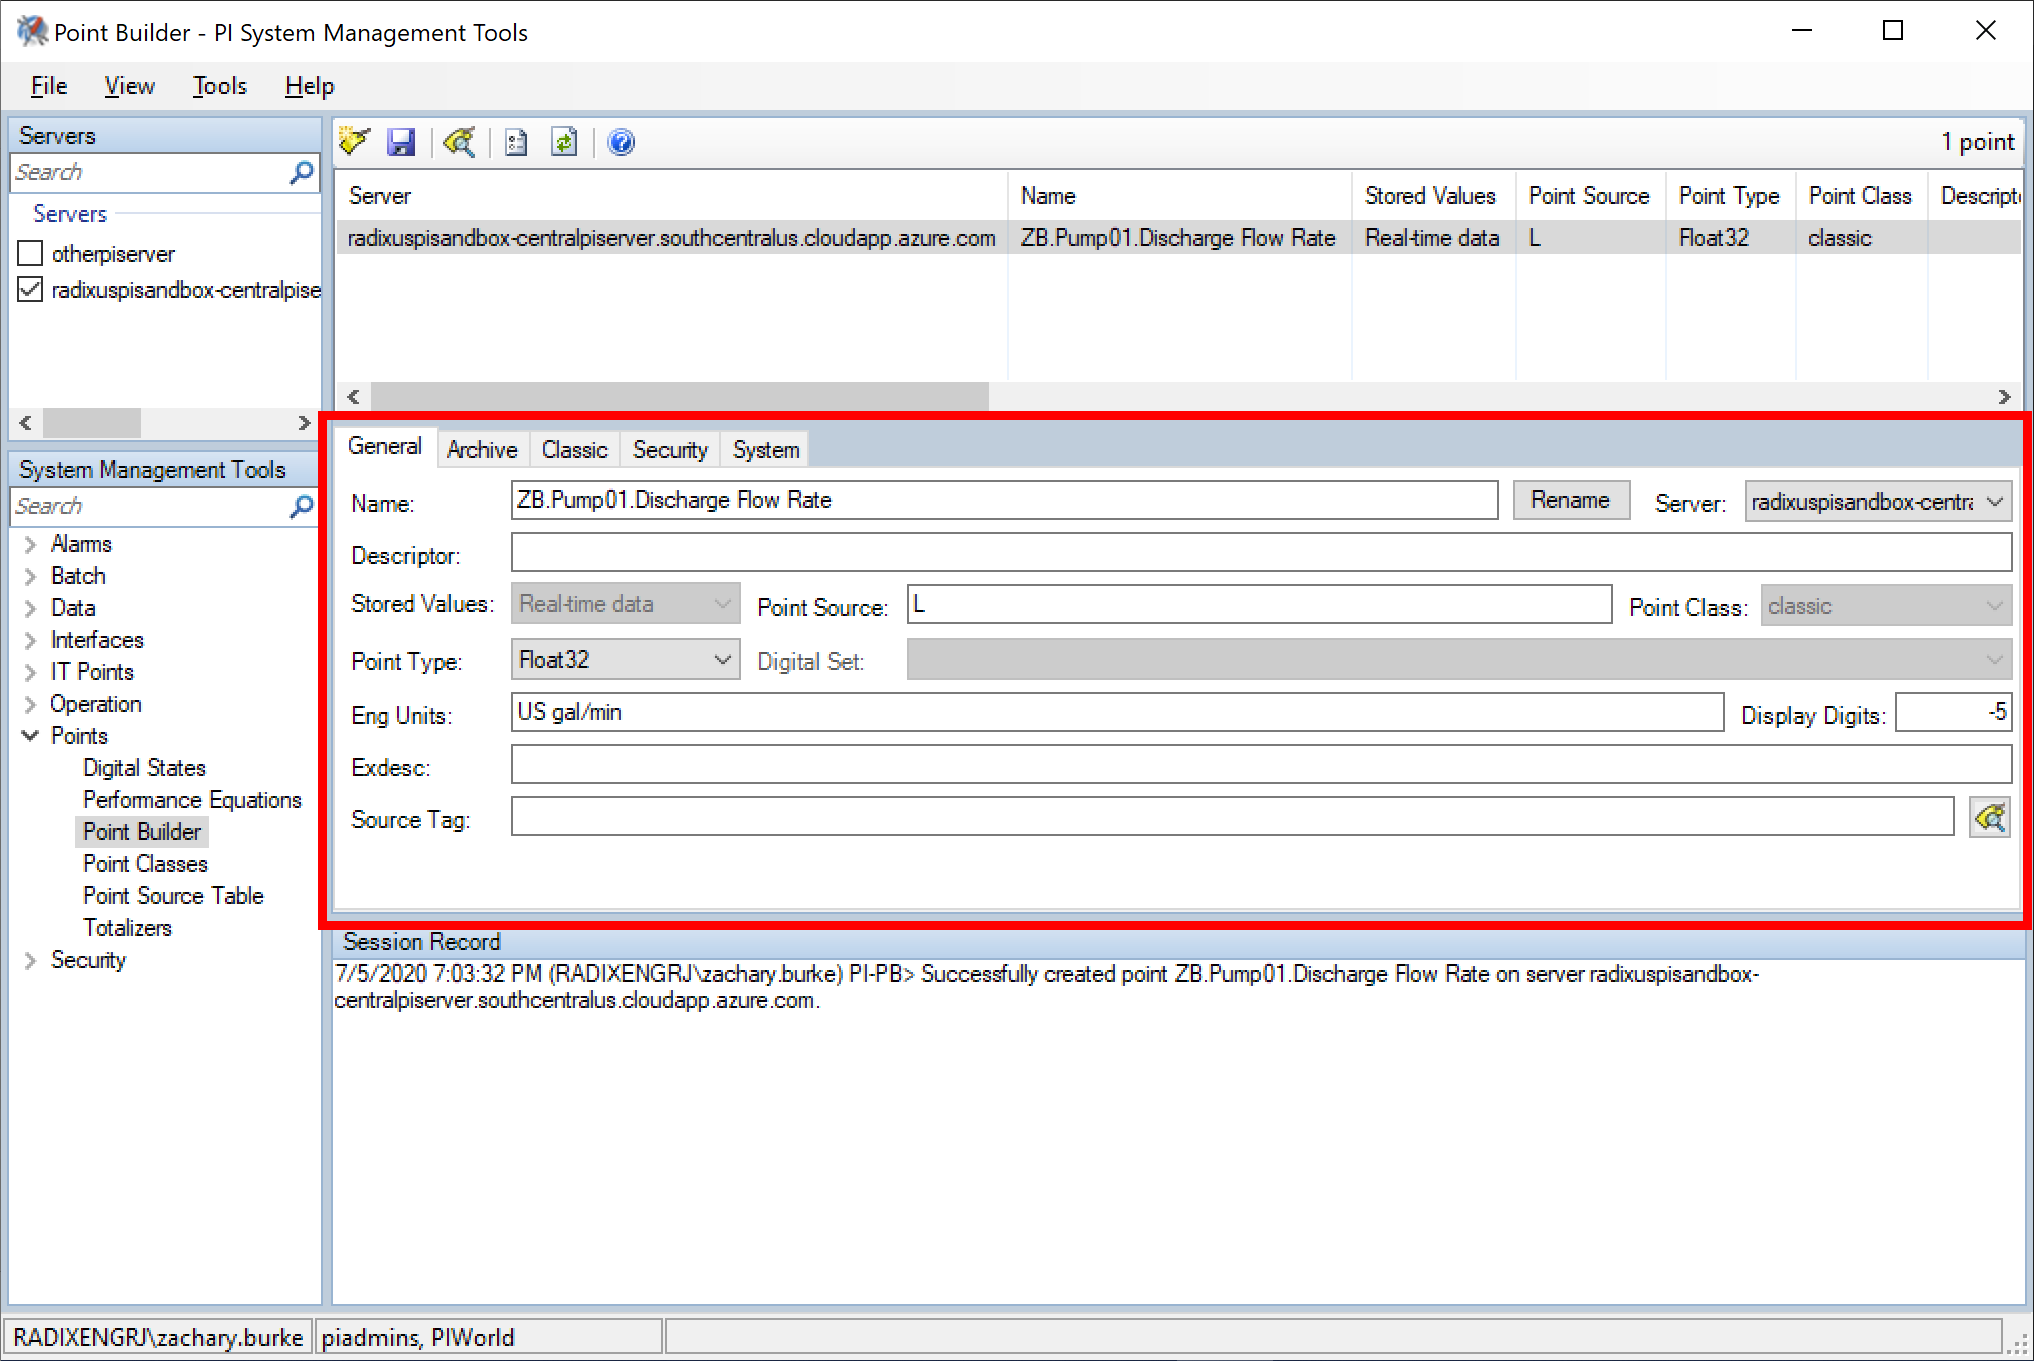 Point Builder - PI System Management Tools
File View Tools Help
Servers
Search
Servers
otherpiserver
radixuspisandbox-centralpise
1 point
Server Name Stored Values Point Source Point Type Point Class Descript
radixuspisandbox-centralpiserver.southcentralus.cloudapp.azure.com ZB.Pump01.Discharge Flow Rate Real-time data L Float32 classic
System Management Tools
Search
Alarms
Batch
Data
Interfaces
IT Points
Operation
Points
Digital States
Performance Equations
Point Builder
Point Classes
Point Source Table
Totalizers
Security
General Archive Classic Security System
Name: ZB.Pump01.Discharge Flow Rate Rename Server: radixuspisandbox-centra
Descriptor:
Stored Values: Real-time data Point Source: L Point Class: classic
Point Type: Float32 Digital Set:
Eng Units: US gal/min Display Digits: -5
Exdesc:
Source Tag:
Session Record
7/5/2020 7:03:32 PM (RADIXENGRJ\zachary.burke) PI-PB> Successfully created point ZB.Pump01.Discharge Flow Rate on server radixuspisandbox-
centralpiserver.southcentralus.cloudapp.azure.com.
RADIXENGRJ\zachary.burke piadmins, PIWorld